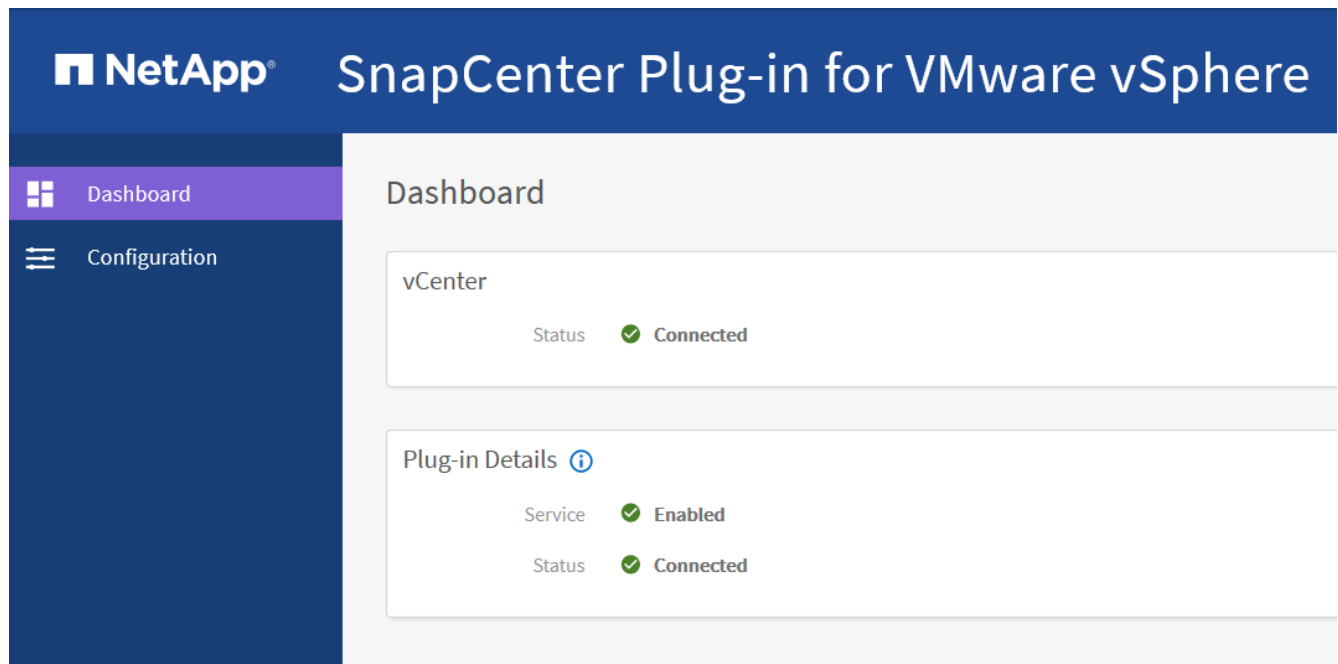 NetApp® SnapCenter Plug-in for VMware vSphere
Dashboard
Configuration
Dashboard
vCenter
Status Connected
Plug-in Details
Service Enabled
Status Connected